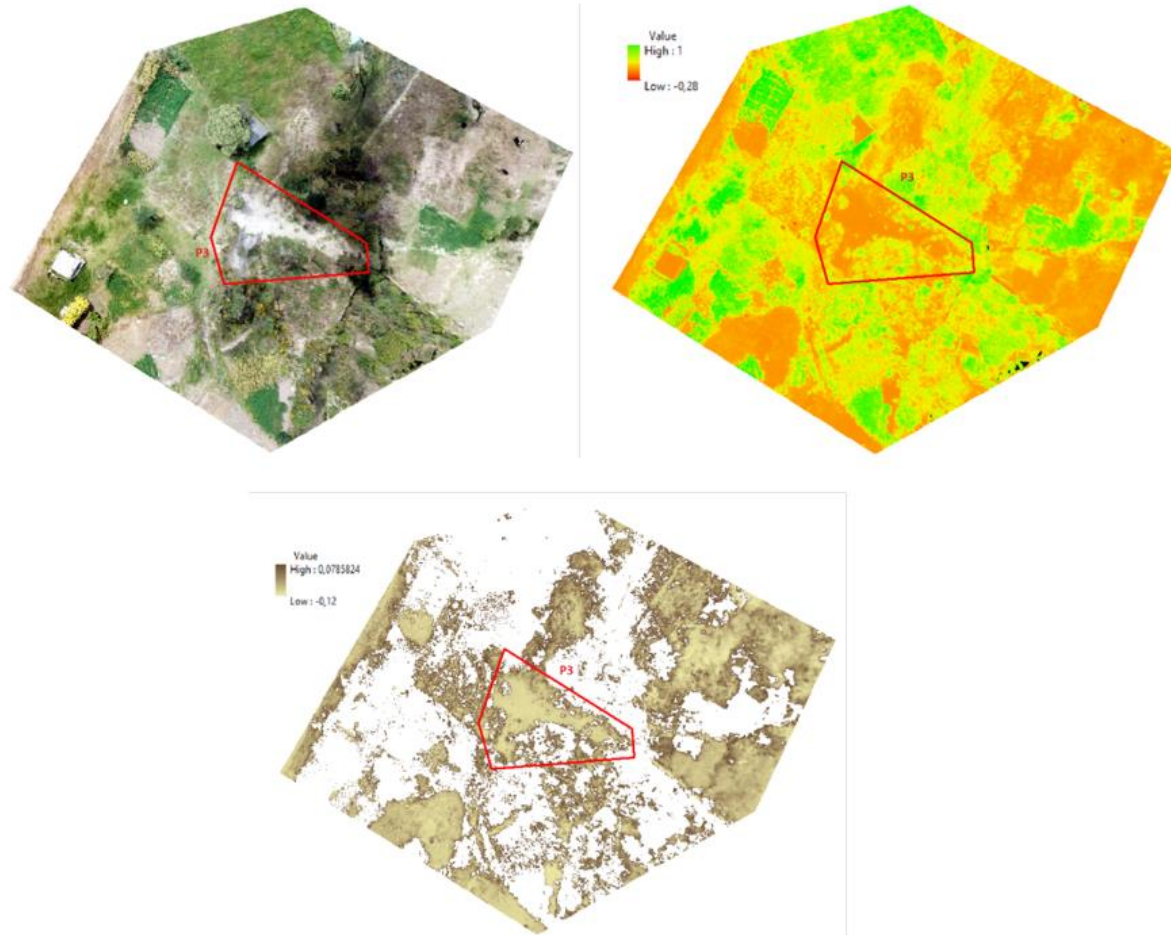 P3
Value
High : 1
Low : -0,28
P3
Value
High : 0,0785824
Low : -0,12
P3